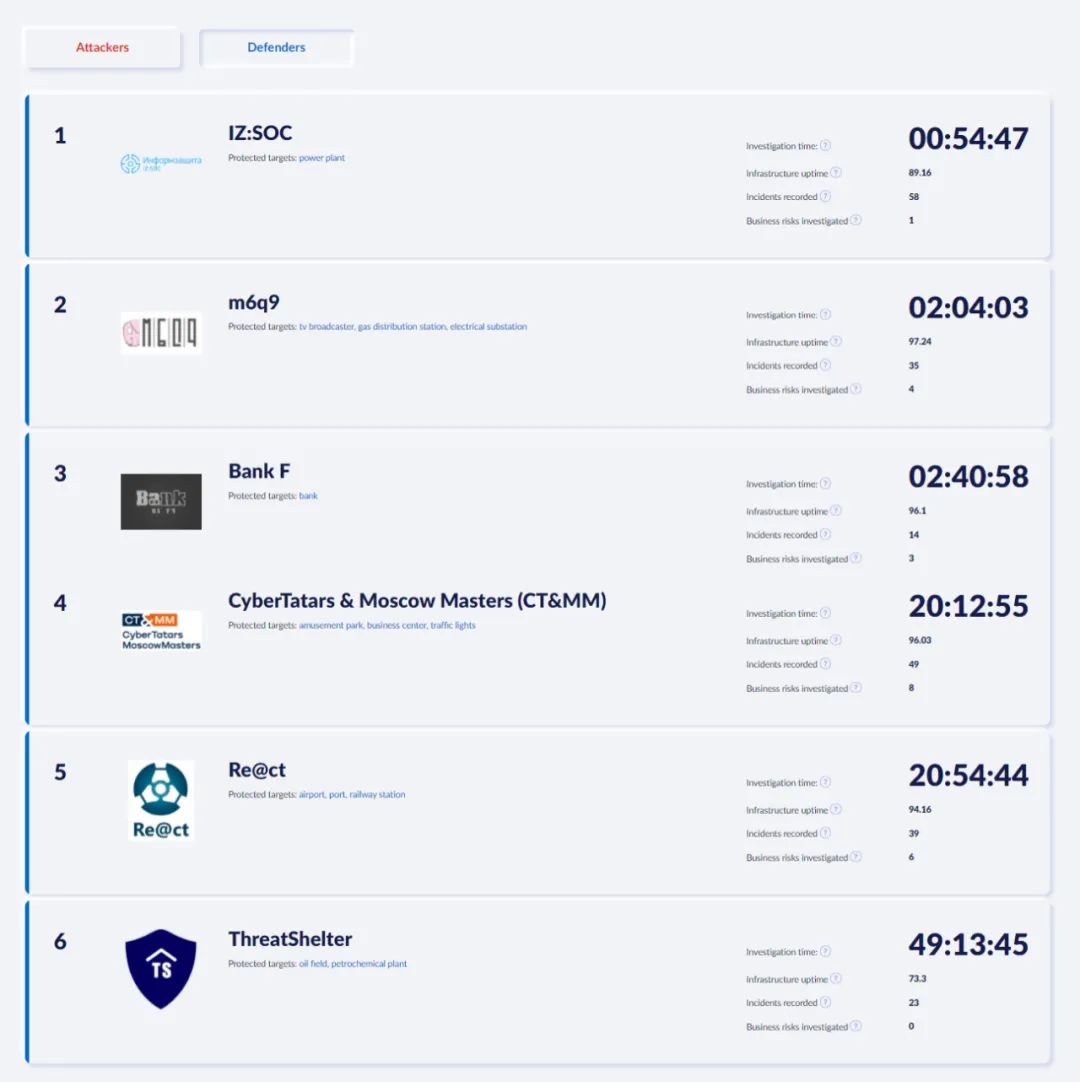 Attackers
Defenders
1
Информзащита
IZ:SOC
Protected targets: power plant
Investigation time: ?
00:54:47
Infrastructure uptime ?
89.16
Incidents recorded ?
58
Business risks investigated ?
1
2
M6Q9
m6q9
Protected targets: tv broadcaster, gas distribution station, electrical substation
Investigation time: ?
02:04:03
Infrastructure uptime ?
97.24
Incidents recorded ?
35
Business risks investigated ?
4
3
Bank
Bank F
Protected targets: bank
Investigation time: ?
02:40:58
Infrastructure uptime ?
96.1
Incidents recorded ?
14
Business risks investigated ?
3
4
CT&MM
CyberTatars
MoscowMasters
CyberTatars & Moscow Masters (CT&MM)
Protected targets: amusement park, business center, traffic lights
Investigation time: ?
20:12:55
Infrastructure uptime ?
96.03
Incidents recorded ?
49
Business risks investigated ?
8
5
Re@ct
Re@ct
Protected targets: airport, port, railway station
Investigation time: ?
20:54:44
Infrastructure uptime ?
94.16
Incidents recorded ?
39
Business risks investigated ?
6
6
TS
ThreatShelter
Protected targets: oil field, petrochemical plant
Investigation time: ?
49:13:45
Infrastructure uptime ?
73.3
Incidents recorded ?
23
Business risks investigated ?
0